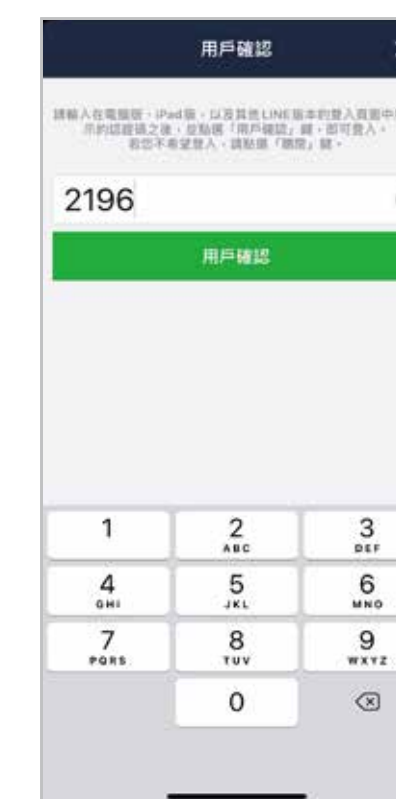 用戶確認
請輸入在電腦版、iPad版、以及其他LINE版本的登入頁面中
示的認證碼之後,並點選「用戶確認」鍵,即可登入。
若您不希望登入,請點選「關閉」鍵。
2196
用戶確認
1 2 3
ABC DEF
4 5 6
GHI JKL MNO
7 8 9
PQRS TUV WXYZ
0